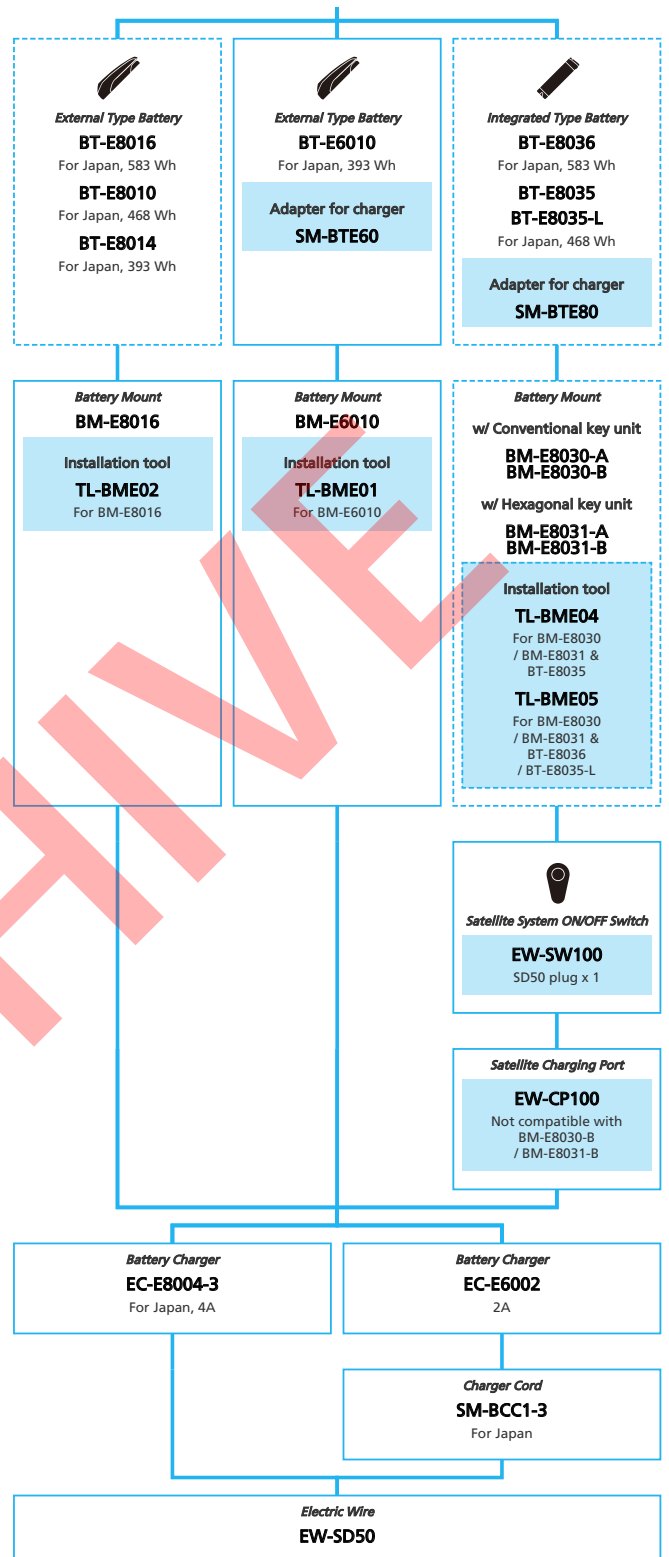 External Type Battery
BT-E8016
For Japan, 583 Wh
BT-E8010
For Japan, 468 Wh
BT-E8014
For Japan, 393 Wh
External Type Battery
BT-E6010
For Japan, 393 Wh
Adapter for charger
SM-BTE60
Integrated Type Battery
BT-E8036
For Japan, 583 Wh
BT-E8035
BT-E8035-L
For Japan, 468 Wh
Adapter for charger
SM-BTE80
Battery Mount
BM-E8016
Installation tool
TL-BME02
For BM-E8016
Battery Mount
BM-E6010
Installation tool
TL-BME01
For BM-E6010
Battery Mount
w/ Conventional key unit
BM-E8030-A
BM-E8030-B
w/ Hexagonal key unit
BM-E8031-A
BM-E8031-B
Installation tool
TL-BME04
For BM-E8030
/ BM-E8031 &
BT-E8035
TL-BME05
For BM-E8030
/ BM-E8031 &
BT-E8036
/ BT-E8035-L
Satellite System ON/OFF Switch
EW-SW100
SD50 plug x 1
Satellite Charging Port
EW-CP100
Not compatible with
BM-E8030-B
/ BM-E8031-B
Battery Charger
EC-E8004-3
For Japan, 4A
Battery Charger
EC-E6002
2A
Charger Cord
SM-BCC1-3
For Japan
Electric Wire
EW-SD50
HIVE